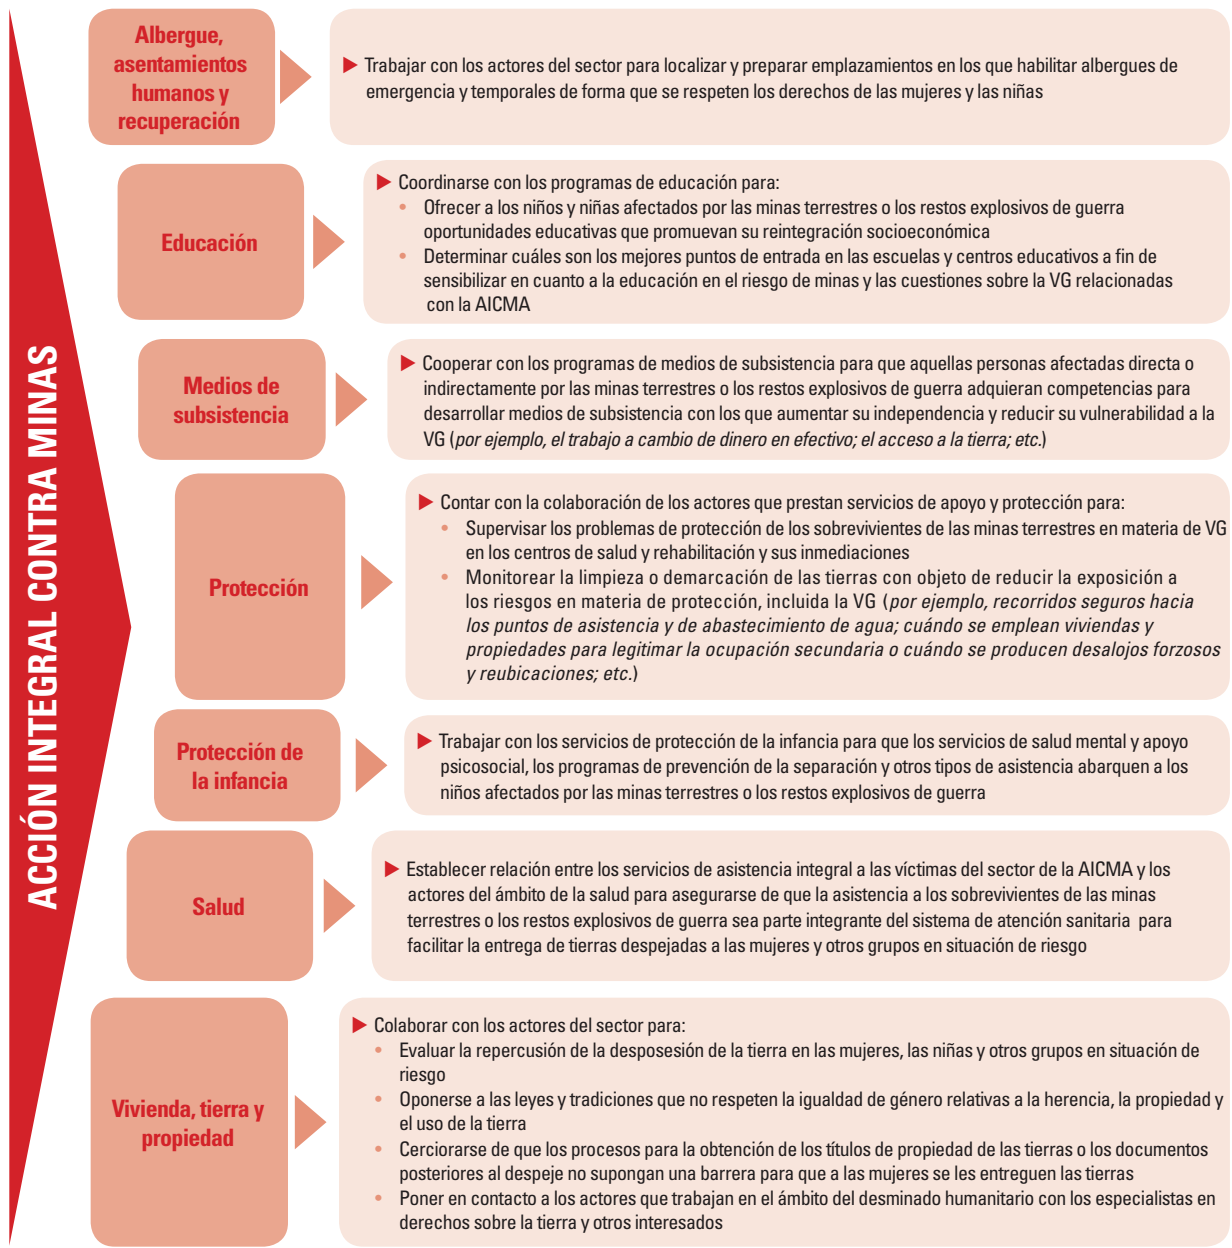 ACCIÓN INTEGRAL CONTRA MINAS
Albergue,
asentamientos
humanos y
recuperación
Trabajar con los actores del sector para localizar y preparar emplazamientos en los que habilitar albergues de
emergencia y temporales de forma que se respeten los derechos de las mujeres y las niñas
Educación
Coordinarse con los programas de educación para:
• Ofrecer a los niños y niñas afectados por las minas terrestres o los restos explosivos de guerra
oportunidades educativas que promuevan su reintegración socioeconómica
• Determinar cuáles son los mejores puntos de entrada en las escuelas y centros educativos a fin de
sensibilizar en cuanto a la educación en el riesgo de minas y las cuestiones sobre la VG relacionadas
con la AICMA
Medios de
subsistencia
Cooperar con los programas de medios de subsistencia para que aquellas personas afectadas directa o
indirectamente por las minas terrestres o los restos explosivos de guerra adquieran competencias para
desarrollar medios de subsistencia con los que aumentar su independencia y reducir su vulnerabilidad a la
VG (por ejemplo, el trabajo a cambio de dinero en efectivo; el acceso a la tierra; etc.)
Protección
Contar con la colaboración de los actores que prestan servicios de apoyo y protección para:
• Supervisar los problemas de protección de los sobrevivientes de las minas terrestres en materia de VG
en los centros de salud y rehabilitación y sus inmediaciones
• Monitorear la limpieza o demarcación de las tierras con objeto de reducir la exposición a
los riesgos en materia de protección, incluida la VG (por ejemplo, recorridos seguros hacia
los puntos de asistencia y de abastecimiento de agua; cuándo se emplean viviendas y
propiedades para legitimar la ocupación secundaria o cuándo se producen desalojos forzosos
y reubicaciones; etc.)
Protección de
la infancia
Trabajar con los servicios de protección de la infancia para que los servicios de salud mental y apoyo
psicosocial, los programas de prevención de la separación y otros tipos de asistencia abarquen a los
niños afectados por las minas terrestres o los restos explosivos de guerra
Salud
Establecer relación entre los servicios de asistencia integral a las víctimas del sector de la AICMA y los
actores del ámbito de la salud para asegurarse de que la asistencia a los sobrevivientes de las minas
terrestres o los restos explosivos de guerra sea parte integrante del sistema de atención sanitaria para
facilitar la entrega de tierras despejadas a las mujeres y otros grupos en situación de riesgo
Vivienda, tierra y
propiedad
Colaborar con los actores del sector para:
• Evaluar la repercusión de la desposesión de la tierra en las mujeres, las niñas y otros grupos en situación de
riesgo
• Oponerse a las leyes y tradiciones que no respeten la igualdad de género relativas a la herencia, la propiedad y
el uso de la tierra
• Cerciorarse de que los procesos para la obtención de los títulos de propiedad de las tierras o los documentos
posteriores al despeje no supongan una barrera para que a las mujeres se les entreguen las tierras
• Poner en contacto a los actores que trabajan en el ámbito del desminado humanitario con los especialistas en
derechos sobre la tierra y otros interesados